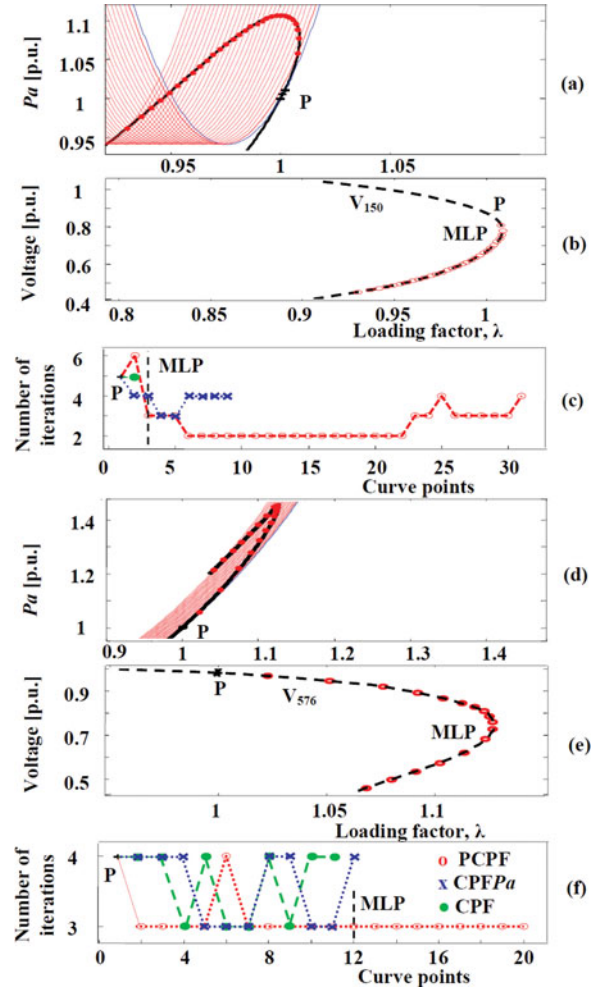 Pa [p.u.]
1.15
1.1
1.05
1
0.95
P
(a)
0.95
1
1.05
Voltage [p.u.]
1
0.8
0.6
0.4
V150
P
MLP
(b)
0.8
0.85
0.9
0.95
1
Loading factor, λ
Number of
iterations
6
4
2
MLP
P
(c)
0
5
10
15
20
25
30
Curve points
Pa [p.u.]
1.4
1.2
1
P
(d)
0.9
1
1.1
1.2
1.3
1.4
Voltage [p.u.]
0.9
0.7
0.5
P
V576
MLP
(e)
1
1.05
1.1
Loading factor, λ
Number of
iterations
4
3
P
o PCPF
x CPFPa
● CPF
MLP
(f)
0
4
8
12
16
20
Curve points